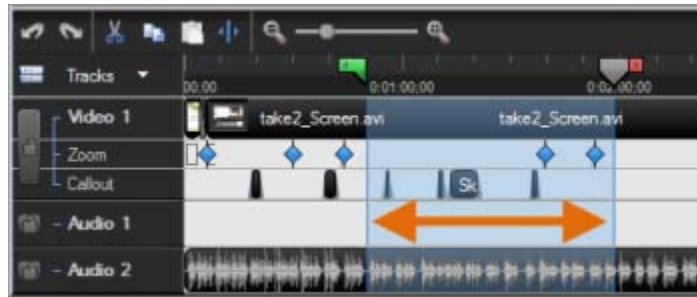 Tracks
00;00
0:01:00;00
0:02:00;00
Video 1
take2_Screen.avi
take2_Screen.avi
Zoom
Callout
Sk
Audio 1
Audio 2